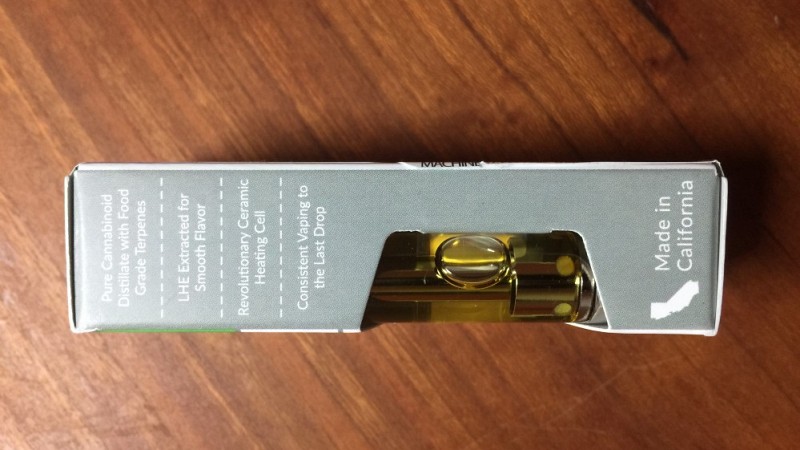 Pure Cannabinoid
Distillate with Food
Grade Terpenes
LHE Extracted for
Smooth Flavor
Revolutionary Ceramic
Heating Cell
Consistent Vaping to
the Last Drop
MACHINE
Made in
California